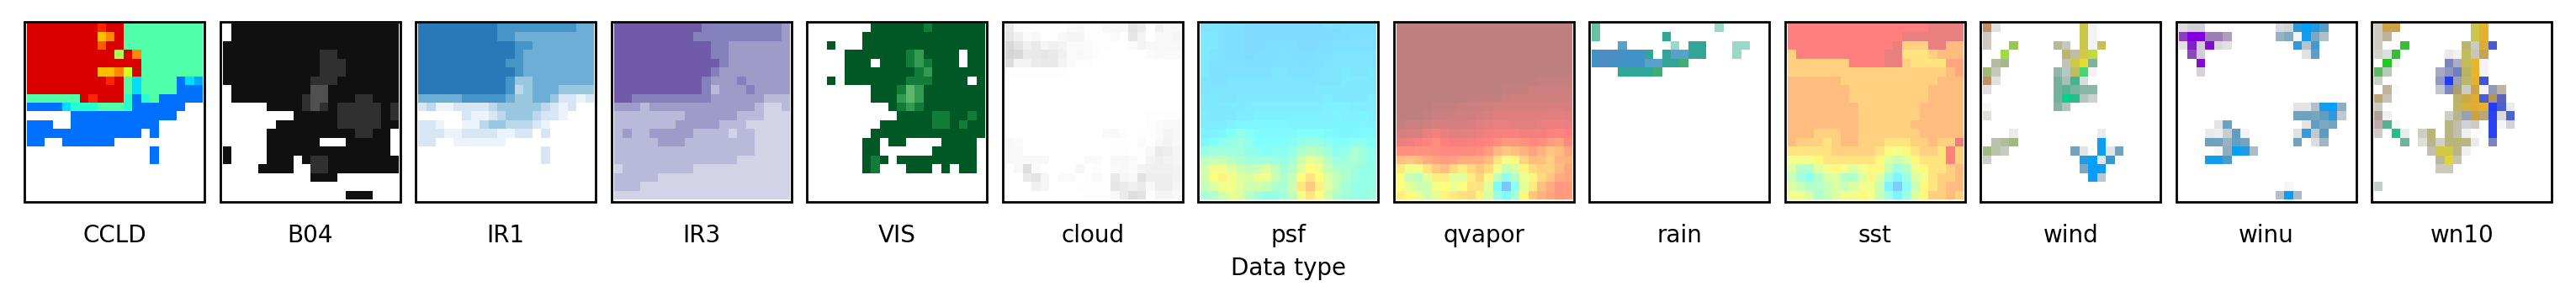 CCLD B04 IR1 IR3 VIS cloud psf qvapor rain sst wind winu wn10
Data type